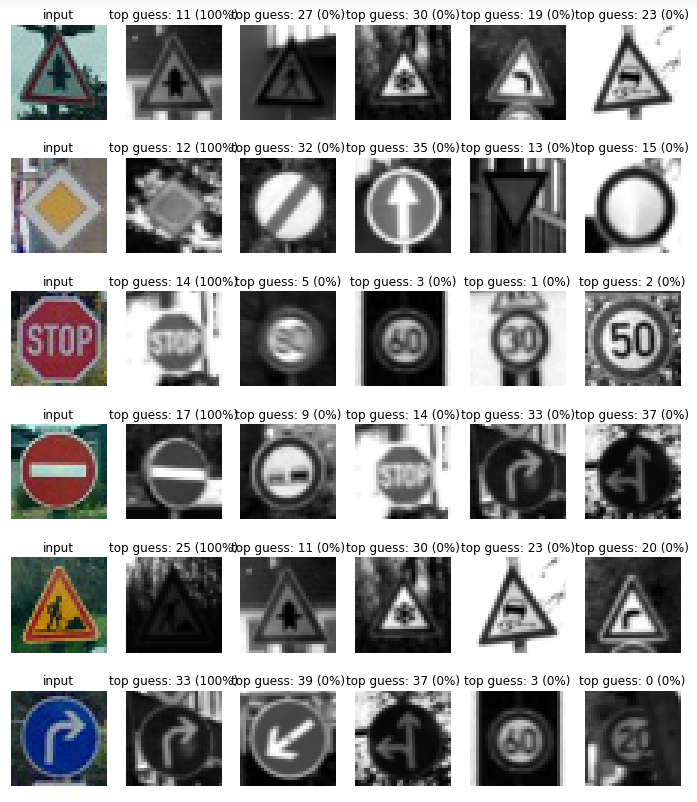 input top guess: 11 (100%) top guess: 27 (0%) top guess: 30 (0%) top guess: 19 (0%) top guess: 23 (0%)
input top guess: 12 (100%) top guess: 32 (0%) top guess: 35 (0%) top guess: 13 (0%) top guess: 15 (0%)
input top guess: 14 (100%) top guess: 5 (0%) top guess: 3 (0%) top guess: 1 (0%) top guess: 2 (0%)
STOP STOP 60 30 50
input top guess: 17 (100%) top guess: 9 (0%) top guess: 14 (0%) top guess: 33 (0%) top guess: 37 (0%)
STOP
input top guess: 25 (100%) top guess: 11 (0%) top guess: 30 (0%) top guess: 23 (0%) top guess: 20 (0%)
input top guess: 33 (100%) top guess: 39 (0%) top guess: 37 (0%) top guess: 3 (0%) top guess: 0 (0%)
60 20